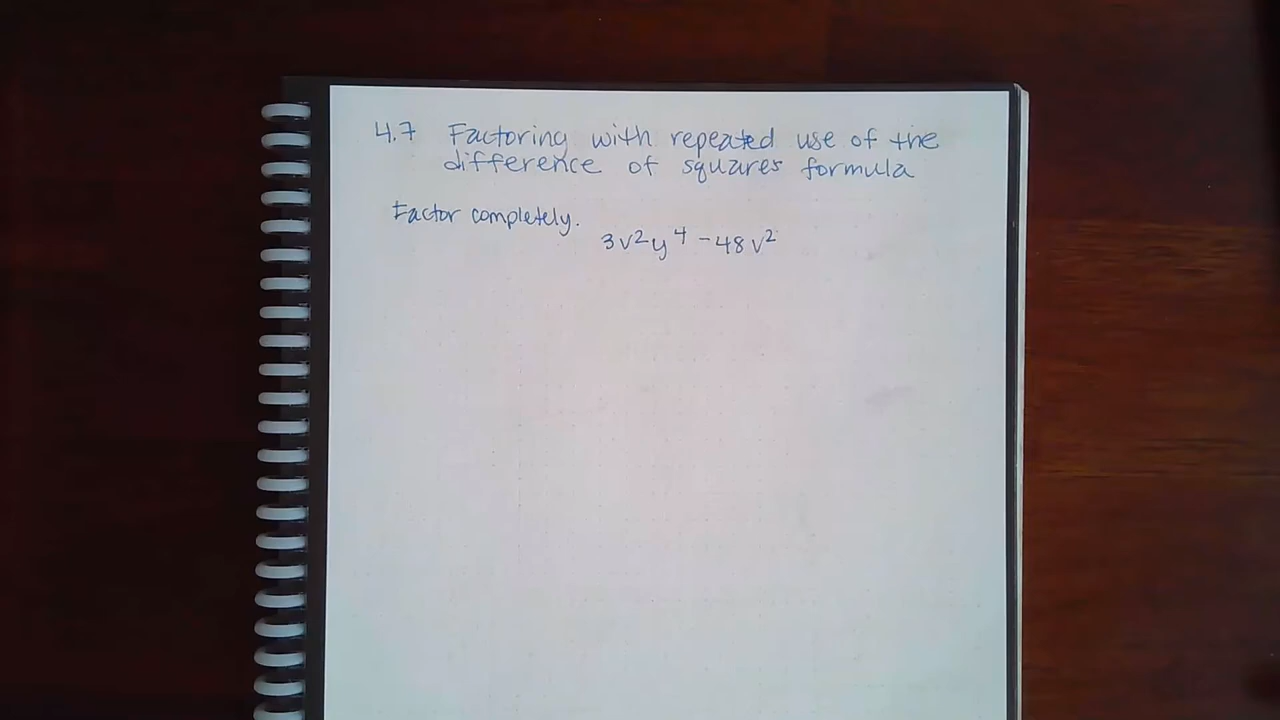 4.7 Factoring with repeated use of the
difference of squares formula
Factor completely.
3v²y⁴ - 48v²